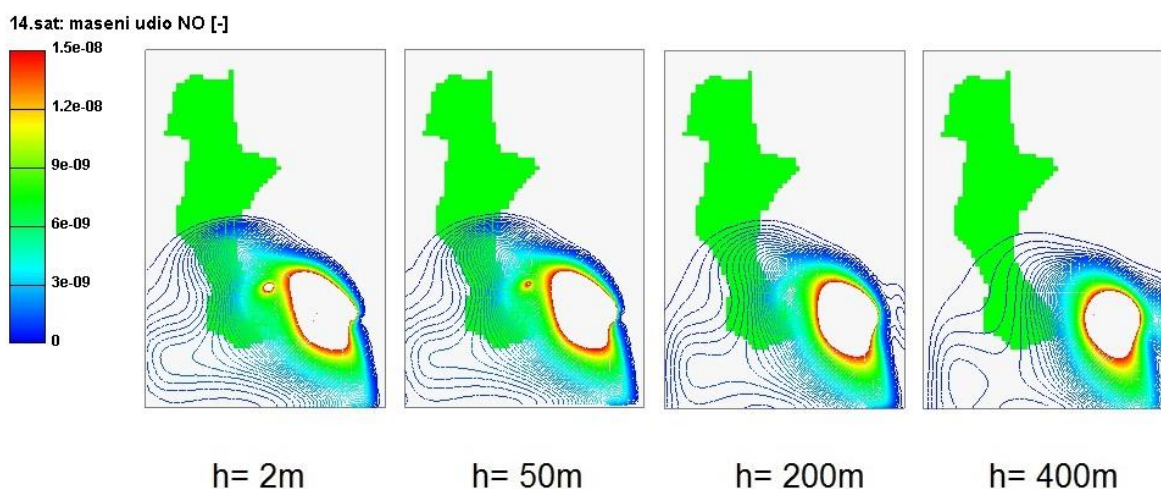 14.sat: maseni udio NO [-]
1.5e-08
1.2e-08
9e-09
6e-09
3e-09
0
h= 2m
h= 50m
h= 200m
h= 400m